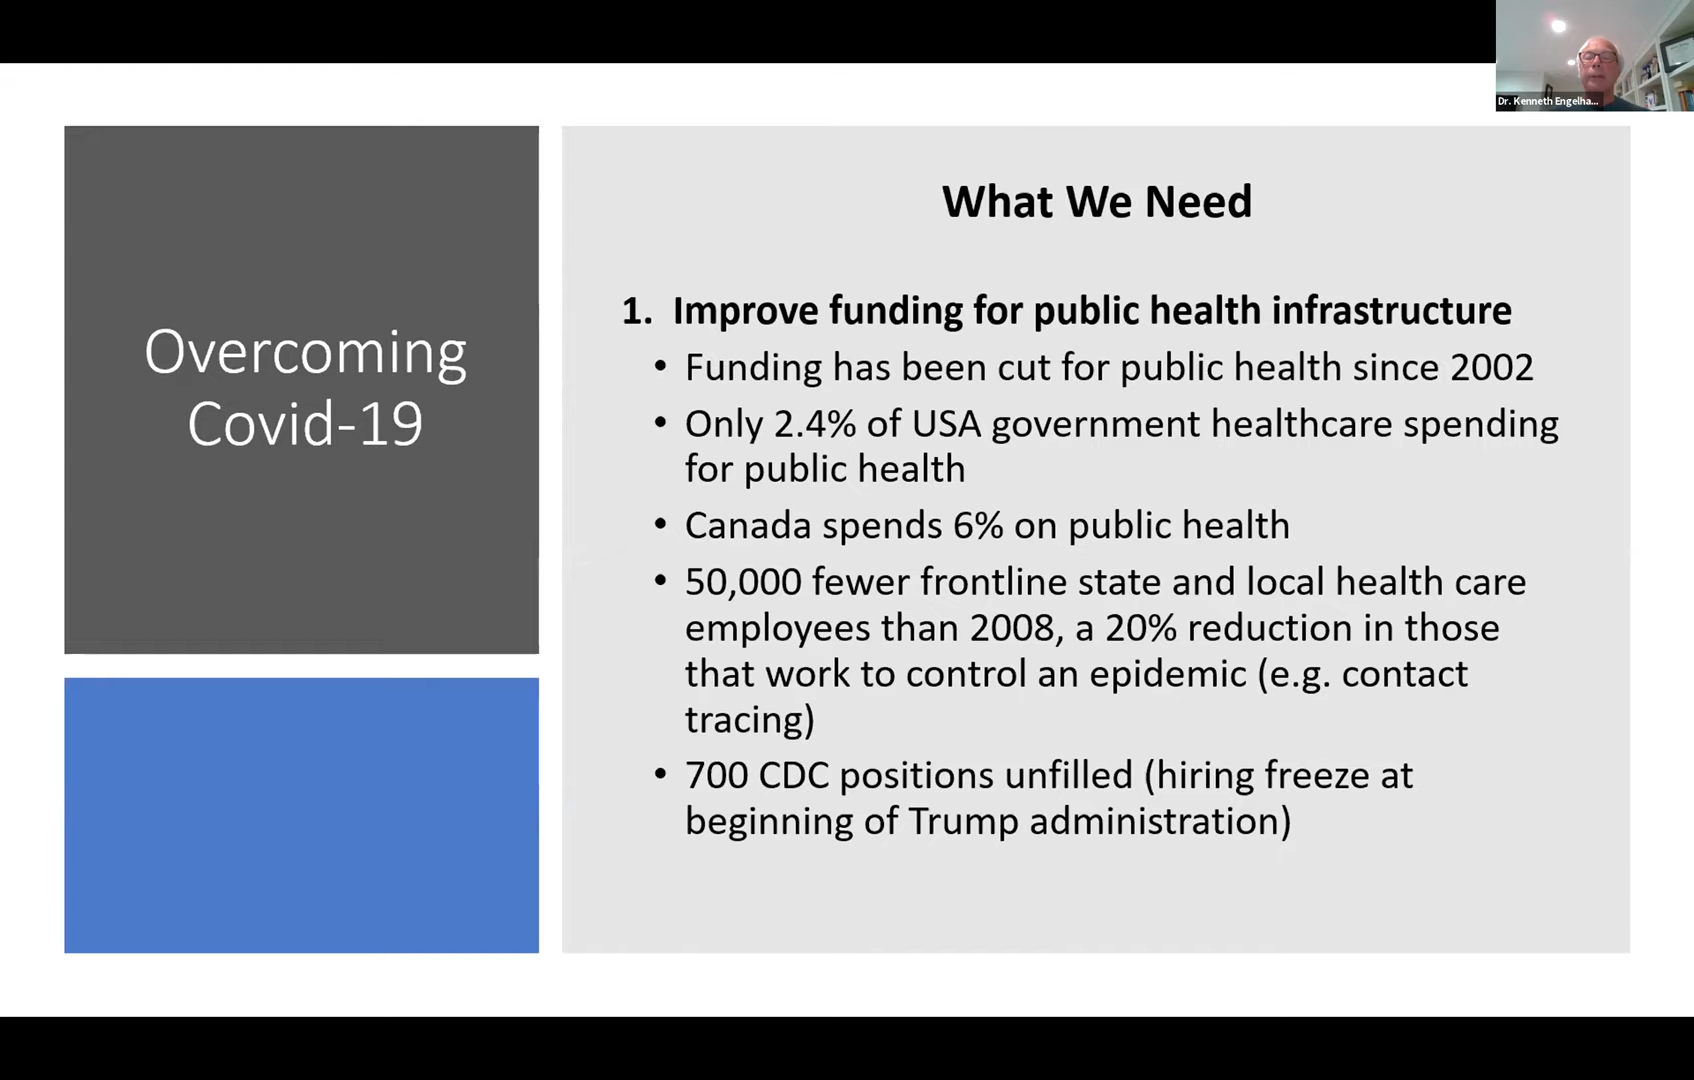 Dr. Kenneth Engelha...
Overcoming
Covid-19
What We Need
1. Improve funding for public health infrastructure
• Funding has been cut for public health since 2002
• Only 2.4% of USA government healthcare spending
for public health
• Canada spends 6% on public health
• 50,000 fewer frontline state and local health care
employees than 2008, a 20% reduction in those
that work to control an epidemic (e.g. contact
tracing)
• 700 CDC positions unfilled (hiring freeze at
beginning of Trump administration)